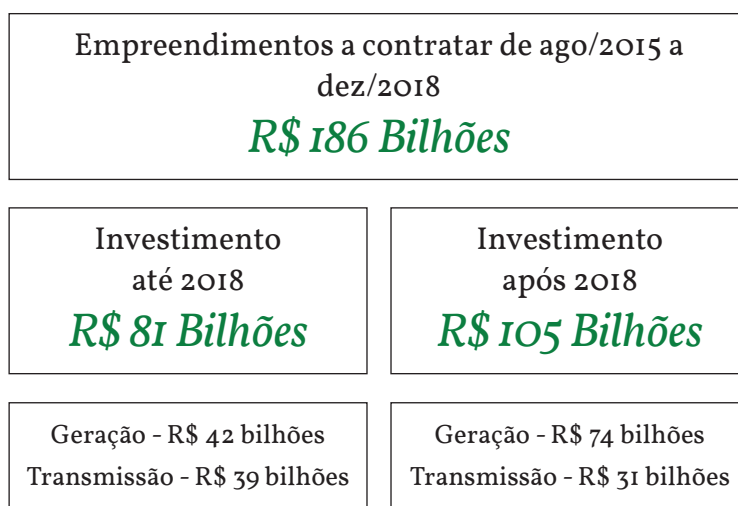 Empreendimentos a contratar de ago/2015 a
dez/2018
R$ 186 Bilhões
Investimento
até 2018
R$ 81 Bilhões
Geração - R$ 42 bilhões
Transmissão - R$ 39 bilhões
Investimento
após 2018
R$ 105 Bilhões
Geração - R$ 74 bilhões
Transmissão - R$ 31 bilhões